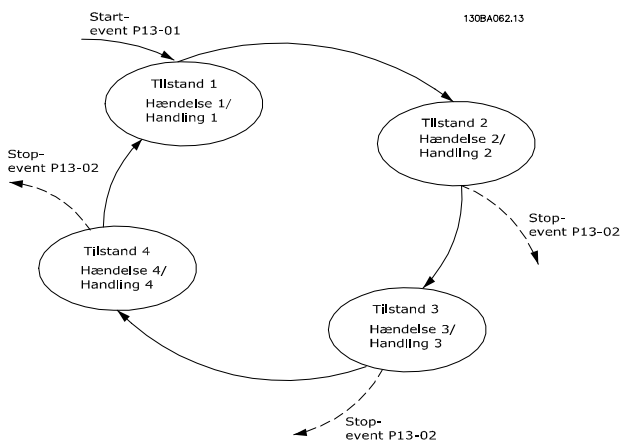 Start-
event P13-01
130BA062.13
Tilstand 1
Hændelse 1/
Handling 1
Tilstand 2
Hændelse 2/
Handling 2
Stop-
event P13-02
Stop-
event P13-02
Tilstand 4
Hændelse 4/
Handling 4
Tilstand 3
Hændelse 3/
Handling 3
Stop-
event P13-02